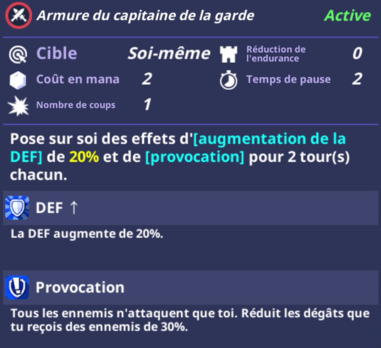 Armure du capitaine de la garde Active
Cible Soi-même Réduction de l'endurance 0
Coût en mana 2 Temps de pause 2
Nombre de coups 1
Pose sur soi des effets d'[augmentation de la
DEF] de 20% et de [provocation] pour 2 tour(s)
chacun.
DEF ↑
La DEF augmente de 20%.
Provocation
Tous les ennemis n'attaquent que toi. Réduit les dégâts que
tu reçois des ennemis de 30%.